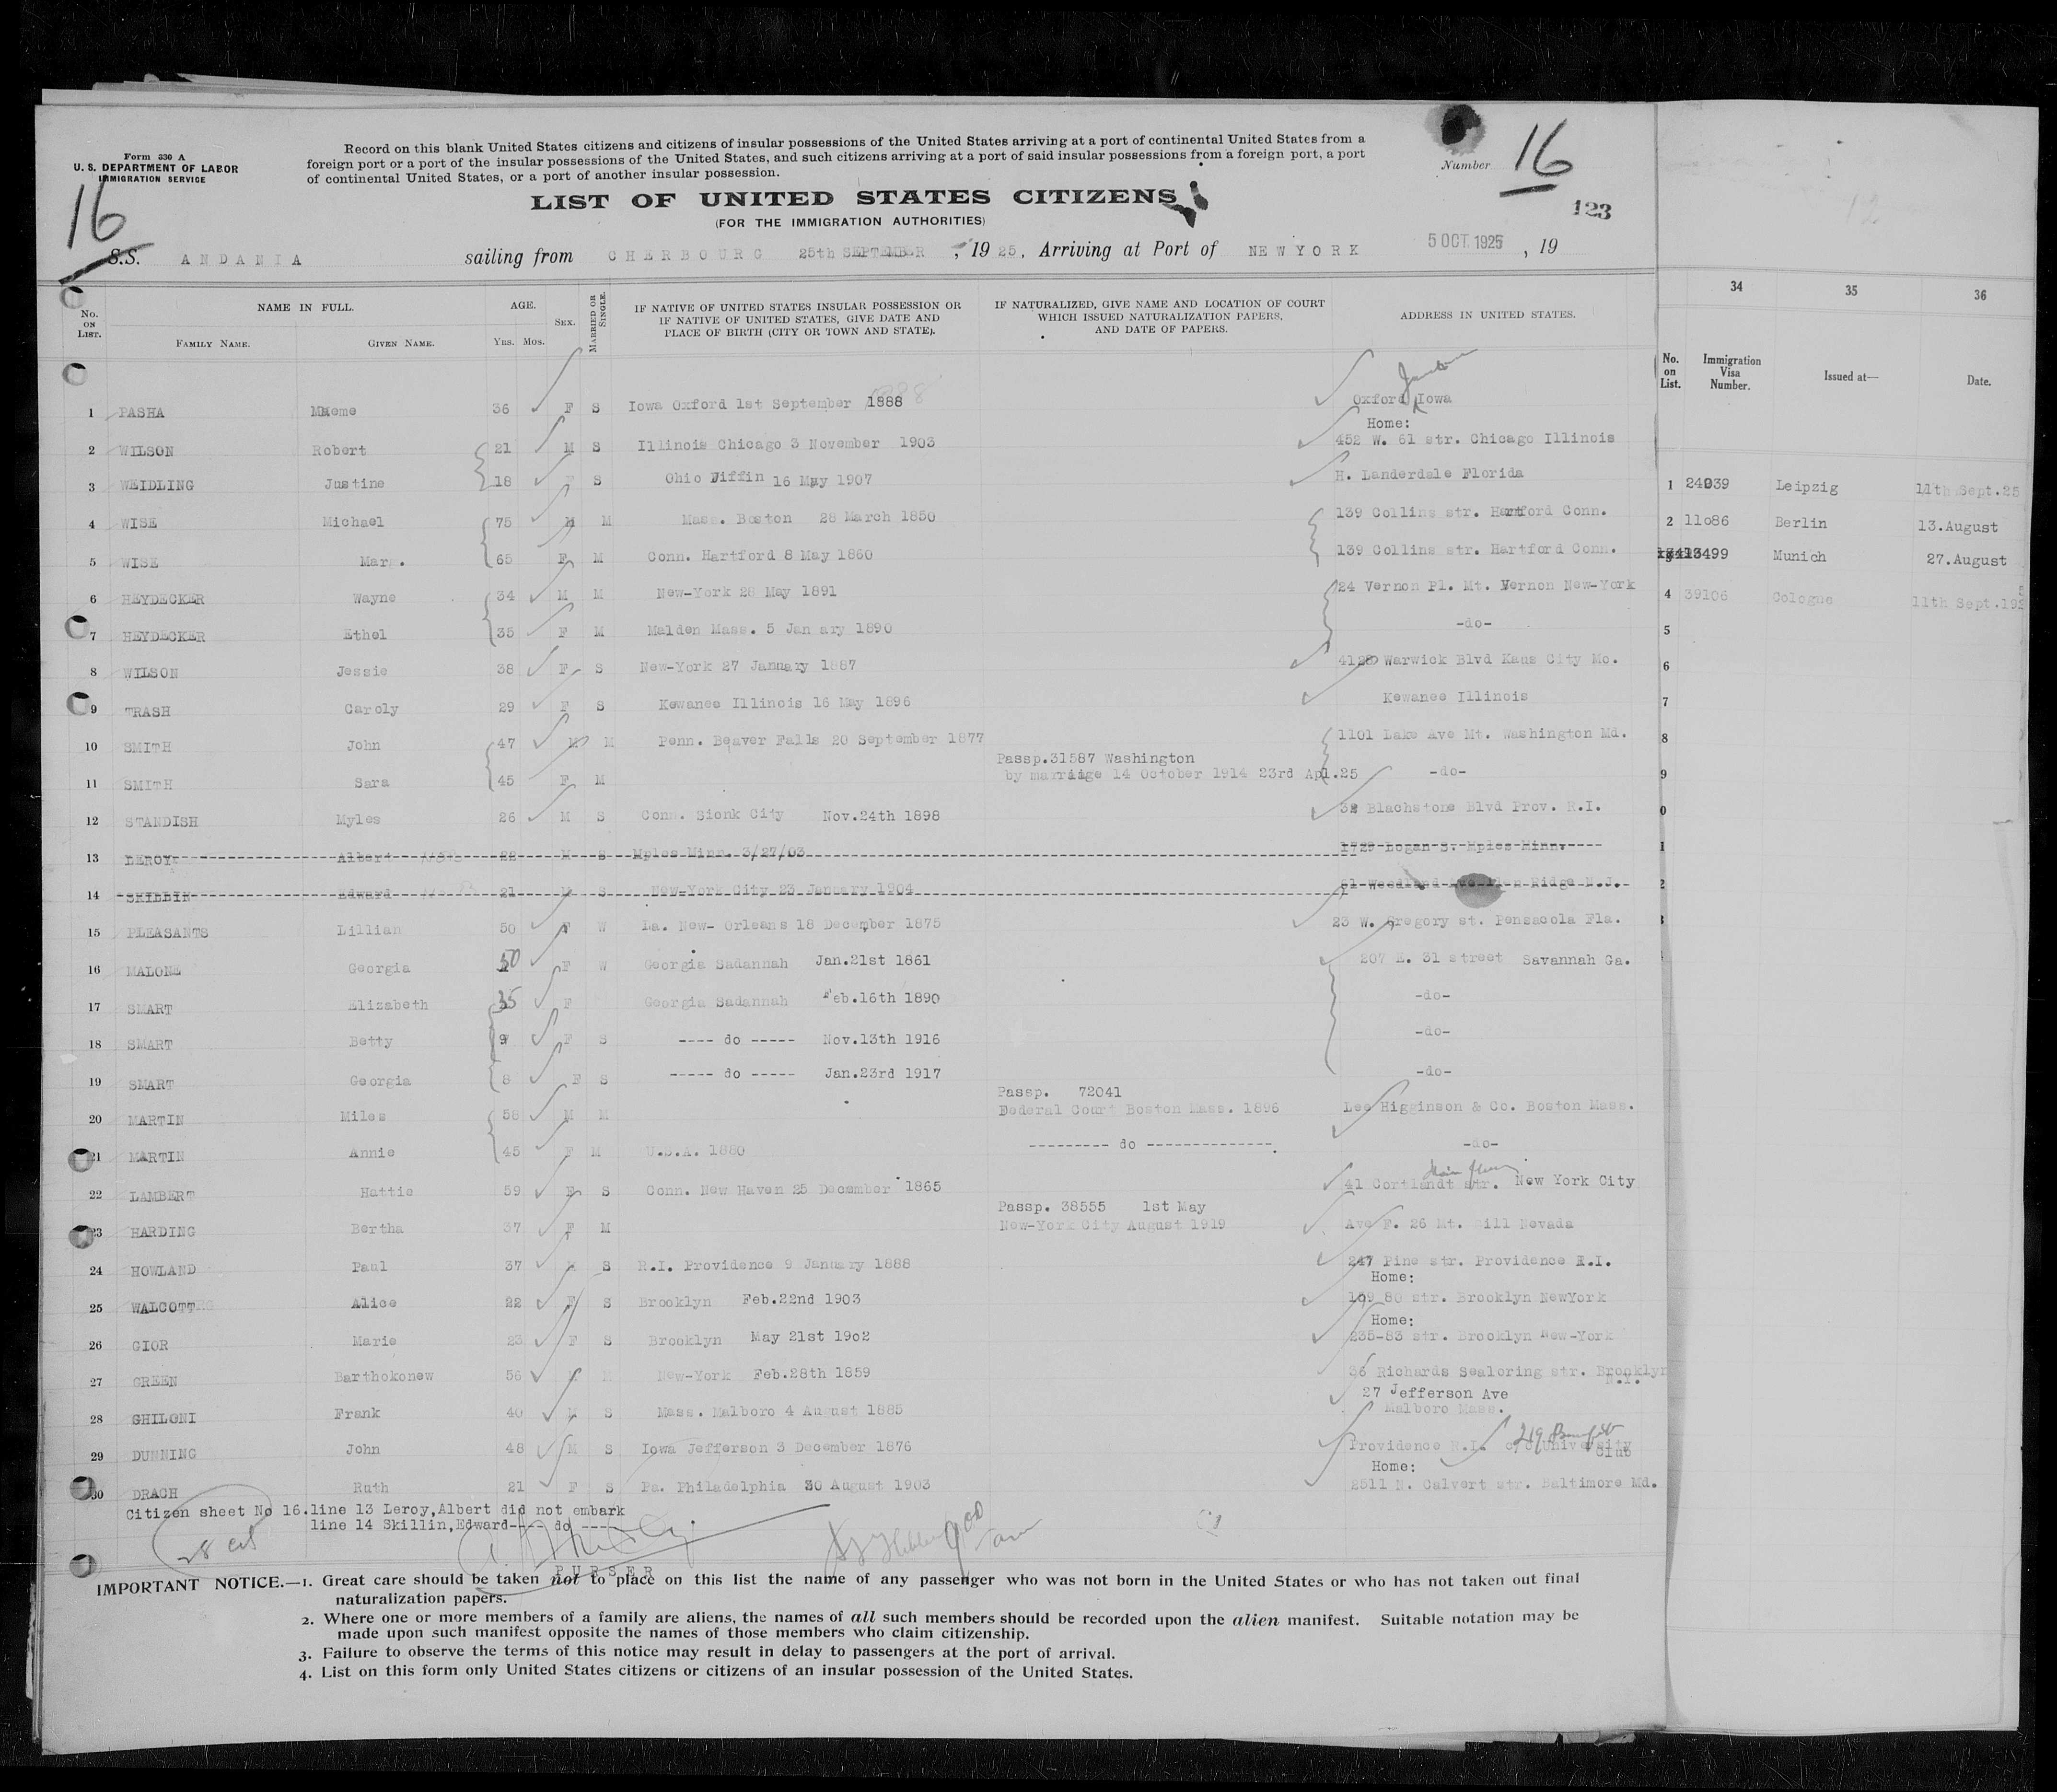 Form 330 A
U. S. DEPARTMENT OF LABOR
IMMIGRATION SERVICE
Record on this blank United States citizens and citizens of insular possessions of the United States arriving at a port of continental United States from a
foreign port or a port of the insular possessions of the United States, and such citizens arriving at a port of said insular possessions from a foreign port, a port
of continental United States, or a port of another insular possession.
Number 16
16
LIST OF UNITED STATES CITIZENS
(FOR THE IMMIGRATION AUTHORITIES)
123
S.S. ANDANIA sailing from CHERBOURG 25th SEPTEMBER, 1925, Arriving at Port of NEWYORK 5 OCT 1925, 19
No. ON LIST. NAME IN FULL. FAMILY NAME. GIVEN NAME. AGE. YRS. MOS. SEX. MARRIED OR SINGLE. IF NATIVE OF UNITED STATES INSULAR POSSESSION OR IF NATIVE OF UNITED STATES, GIVE DATE AND PLACE OF BIRTH (CITY OR TOWN AND STATE). IF NATURALIZED, GIVE NAME AND LOCATION OF COURT WHICH ISSUED NATURALIZATION PAPERS, AND DATE OF PAPERS. ADDRESS IN UNITED STATES.
1 PASHA 36 F S Iowa Oxford 1st September 1888 Oxford Iowa
Home:
2 WILSON Robert 21 M S Illinois Chicago 3 November 1903 452 W. 61 str. Chicago Illinois
3 WEIDLING Justine 18 F S Ohio Tiffin 16 May 1907 H. Landerdale Florida
4 WISE Michael 75 M M Mass. Boston 28 March 1850 139 Collins str. Hartford Conn.
5 WISE 65 F M Conn. Hartford 8 May 1860 139 Collins str. Hartford Conn.
6 HEYDECKER Wayne 34 M M New-York 28 May 1891 24 Vernon Pl. Mt. Vernon New-York
7 HEYDECKER Ethel 35 F M Malden Mass. 5 Jan ary 1890 -do-
8 WILSON Jessie 38 F S New-York 27 January 1887 Warwick Blvd Kans City Mo.
9 TRASH Caroly 29 F S Kewanee Illinois 16 May 1896 Kewanee Illinois
10 SMITH John 47 M M Penn. Beaver Falls 20 September 1877 1101 Lake Ave Mt. Washington Md.
Passp.31587 Washington
11 SMITH Sara 45 F M by marriage 14 October 1914 23rd Apl.25 -do-
12 STANDISH Myles 26 M S Conn. Sionk City Nov.24th 1898 Blachstone Blvd Prov. R.I.
13 LEROY Albert 22 M S Mples Minn. 3/27/03 1729 Logan S. Mples Minn.
14 SKILLIN Edward 21 M S New-York City 23 January 1904 61 Woodland Ave Glen Ridge N.J.
15 PLEASANTS Lillian 50 F W La. New- Orleans 18 December 1875 23 W. Gregory st. Pensacola Fla.
16 MALONE Georgia 50 F W Georgia Sadannah Jan.21st 1861 207 E. 31 street Savannah Ga.
17 SMART Elizabeth 35 F Georgia Sadannah Feb.16th 1890 -do-
18 SMART Betty 9 F S ---- do ----- Nov.13th 1916 -do-
19 SMART Georgia 8 F S ----- do ----- Jan.23rd 1917 -do-
Passp. 72041
20 MARTIN Miles 58 M M Federal Court Boston Mass. 1896 Lee Higginson & Co. Boston Mass.
21 MARTIN Annie 45 F M U.S.A. 1880 --------- do -------------- -do-
22 LAMBERT Hattie 59 F S Conn. New Haven 25 December 1865 41 Cortlandt str. New York City
Passp. 38555 1st May
23 HARDING Bertha 37 F M New-York City August 1919 Ave F. 26 Mt. Nevada
24 HOWLAND Paul 37 M S R.I. Providence 9 January 1888 247 Pine str. Providence R.I.
Home:
25 WALCOTT Alice 22 F S Brooklyn Feb.22nd 1903 169 80 str. Brooklyn NewYork
Home:
26 GIOR Marie 23 F S Brooklyn May 21st 19o2 235-83 str. Brooklyn New-York
27 GREEN Barthokonew 56 New-York Feb.28th 1859 36 Richards Sealoring str. Brooklyn
N.Y.
27 Jefferson Ave
28 GHILONI Frank 40 M S Mass. Malboro 4 August 1885 Malboro Mass.
29 DUNNING John 48 M S Iowa Jefferson 3 December 1876 Providence R.I. c/o University Club
Home:
30 DRACH Ruth 21 F S Pa. Philadelphia 30 August 1903 2511 N. Calvert str. Baltimore Md.
Citizen sheet No 16.line 13 Leroy,Albert did not embark
line 14 Skillin,Edward---- do ----
PURSER
IMPORTANT NOTICE.—1. Great care should be taken not to place on this list the name of any passenger who was not born in the United States or who has not taken out final
naturalization papers.
2. Where one or more members of a family are aliens, the names of all such members should be recorded upon the alien manifest. Suitable notation may be
made upon such manifest opposite the names of those members who claim citizenship.
3. Failure to observe the terms of this notice may result in delay to passengers at the port of arrival.
4. List on this form only United States citizens or citizens of an insular possession of the United States.
34 35 36
No. on List. Immigration Visa Number. Issued at— Date.
1 24939 Leipzig 11th Sept.25
2 11o86 Berlin 13.August
13499 Munich 27.August
4 39106 Cologne 11th Sept.192
5
6
7
8
9
0
1
2